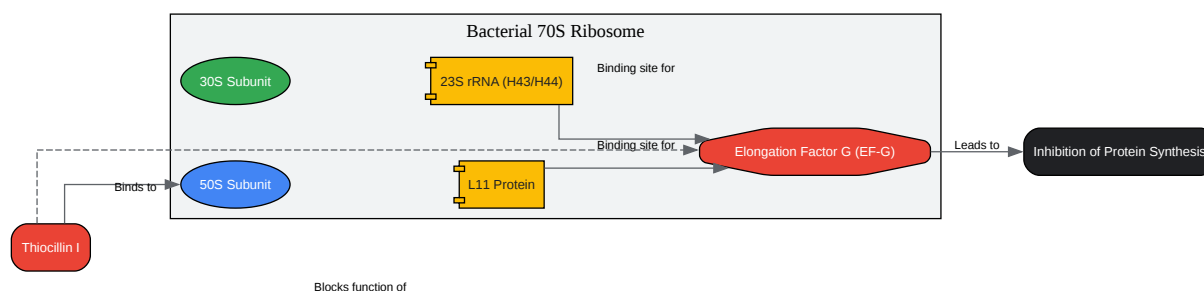 Bacterial 70S Ribosome
30S Subunit
23S rRNA (H43/H44)
Binding site for
Binding site for
Elongation Factor G (EF-G)
Leads to
Inhibition of Protein Synthesis
Binds to
50S Subunit
L11 Protein
Thiocillin I
Blocks function of